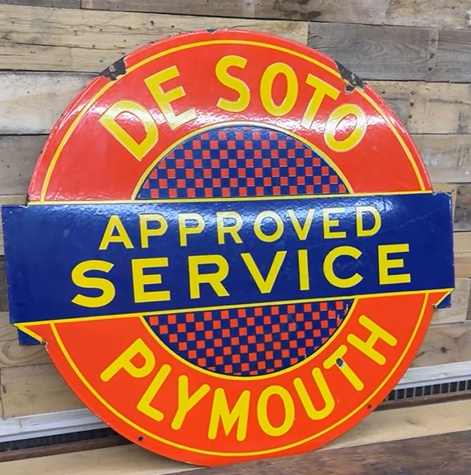 DE SOTO
APPROVED
SERVICE
PLYMOUTH